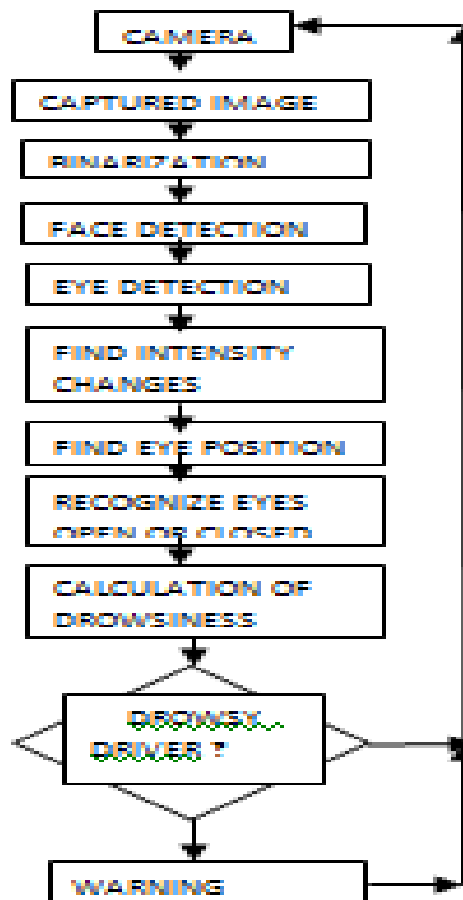 CAMERA
CAPTURED IMAGE
BINARIZATION
FACE DETECTION
EYE DETECTION
FIND INTENSITY
CHANGES
FIND EYE POSITION
RECOGNIZE EYES
OPEN OR CLOSED
CALCULATION OF
DROWSINESS
DROWSY
DRIVER ?
WARNING